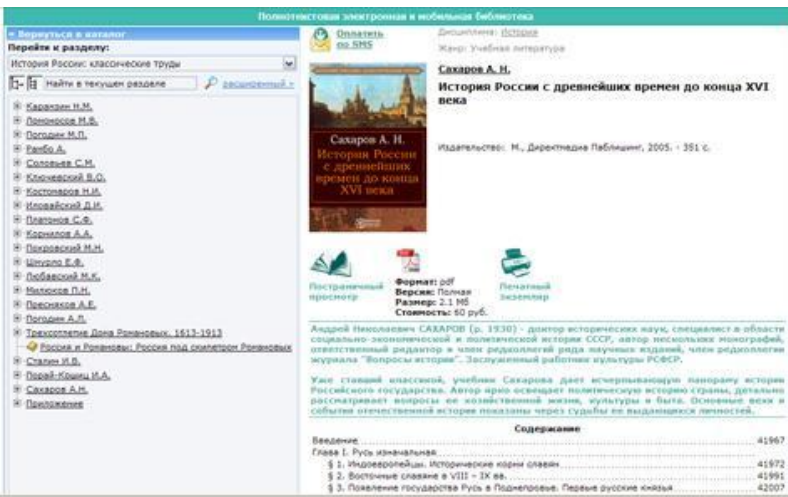 Полнотекстовая электронная и мобильная библиотека
« Вернуться в каталог
Перейти к разделу:
История России: классические труды
Найти в текущем разделе
расширенный »
Карамзин Н.М.
Ломоносов М.В.
Погодин М.П.
Рамбо А.
Соловьев С.М.
Ключевский В.О.
Костомаров Н.И.
Иловайский Д.И.
Платонов С.Ф.
Корнилов А.А.
Покровский М.Н.
Шмурло Е.Ф.
Любавский М.К.
Милюков П.Н.
Пресняков А.Е.
Погодин А.Л.
Трехсотлетие Дома Романовых. 1613-1913
Россия и Романовы: Россия под скипетром Романовых
Сталин И.В.
Порай-Кошиц И.А.
Сахаров А.Н.
Приложение
Оплатить
по SMS
Дисциплина: История
Жанр: Учебная литература
Сахаров А. Н.
История России с древнейших времен до конца XVI
века
Издательство: М., Директмедиа Паблишинг, 2005. - 351 с.
Сахаров А. Н.
История России
с древнейших
времен до конца
XVI века
Постраничный
просмотр
Формат: pdf
Версия: Полная
Размер: 2.1 Мб
Стоимость: 60 руб.
Печатный
экземпляр
Андрей Николаевич САХАРОВ (р. 1930) - доктор исторических наук, специалист в области
социально-экономической и политической истории СССР, автор нескольких монографий,
ответственный редактор и член редколлегий ряда научных изданий, член редколлегии
журнала "Вопросы истории". Заслуженный работник культуры РСФСР.
Уже ставший классикой, учебник Сахарова дает исчерпывающую панораму истории
Российского государства. Автор ярко освещает политическую историю страны, детально
рассматривает вопросы ее хозяйственной жизни, культуры и быта. Основные вехи и
события отечественной истории показаны через судьбы ее выдающихся личностей.
Содержание
Введение 41967
Глава I. Русь изначальная
§ 1. Индоевропейцы. Исторические корни славян 41972
§ 2. Восточные славяне в VIII – IX вв. 41991
§ 3. Появление государства Русь в Поднепровье. Первые русские князья 42007